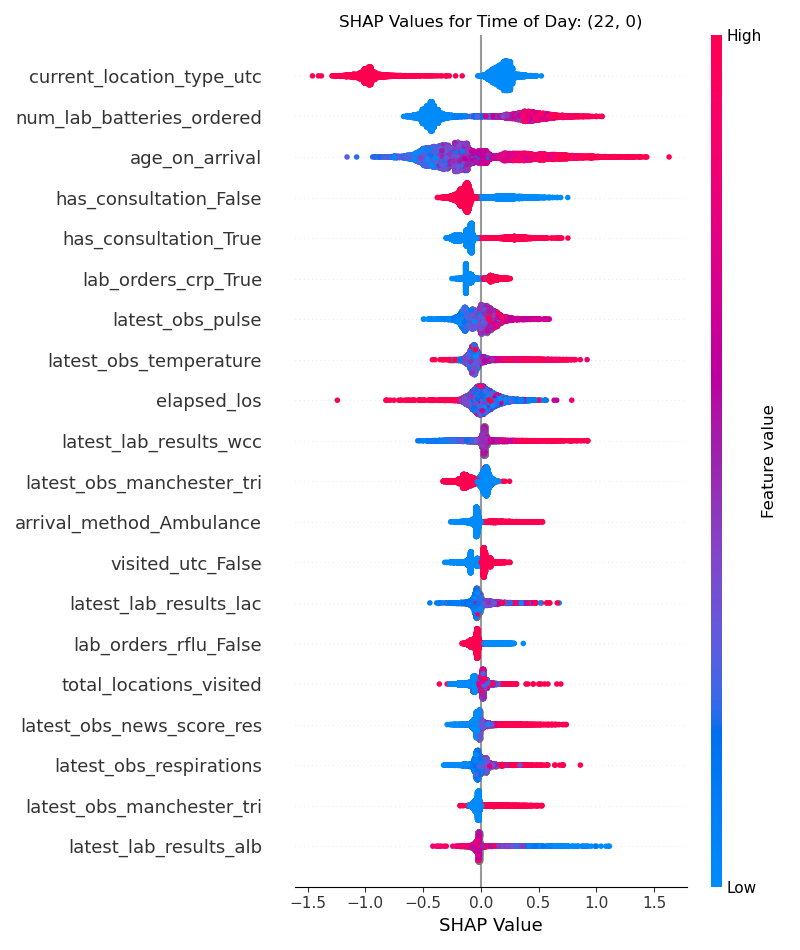 SHAP Values for Time of Day: (22, 0)
High
current_location_type_utc
num_lab_batteries_ordered
age_on_arrival
has_consultation_False
has_consultation_True
lab_orders_crp_True
latest_obs_pulse
latest_obs_temperature
elapsed_los
latest_lab_results_wcc
latest_obs_manchester_tri
arrival_method_Ambulance
visited_utc_False
latest_lab_results_lac
lab_orders_rflu_False
total_locations_visited
latest_obs_news_score_res
latest_obs_respirations
latest_obs_manchester_tri
latest_lab_results_alb
Feature value
Low
−1.5 −1.0 −0.5 0.0 0.5 1.0 1.5
SHAP Value